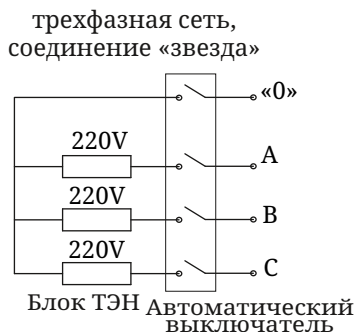 трехфазная сеть,
соединение «звезда»
«0»
220V
A
220V
B
220V
C
Блок ТЭН
Автоматический
выключатель